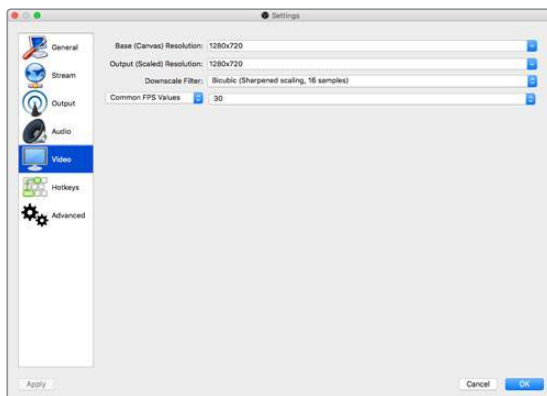 Settings
General
Stream
Output
Audio
Video
Hotkeys
Advanced
Base (Canvas) Resolution: 1280x720
Output (Scaled) Resolution: 1280x720
Downscale Filter: Bicubic (Sharpened scaling, 16 samples)
Common FPS Values 30
Apply
Cancel
OK